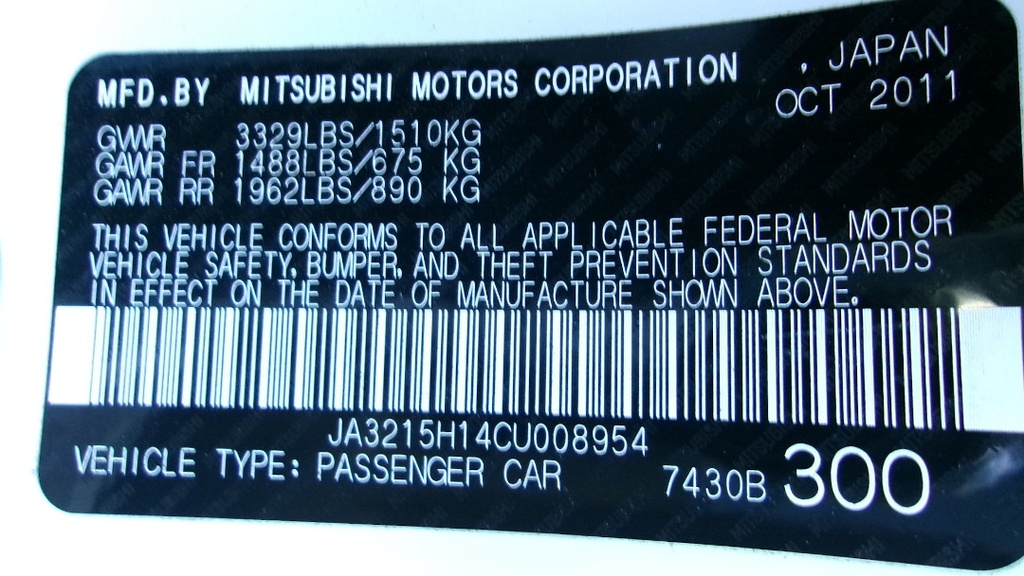 MFD.BY MITSUBISHI MOTORS CORPORATION , JAPAN
OCT 2011
GVWR 3329LBS/1510KG
GAWR FR 1488LBS/675 KG
GAWR RR 1962LBS/890 KG
THIS VEHICLE CONFORMS TO ALL APPLICABLE FEDERAL MOTOR
VEHICLE SAFETY, BUMPER, AND THEFT PREVENTION STANDARDS
IN EFFECT ON THE DATE OF MANUFACTURE SHOWN ABOVE.
JA3215H14CU008954
VEHICLE TYPE: PASSENGER CAR 7430B 300